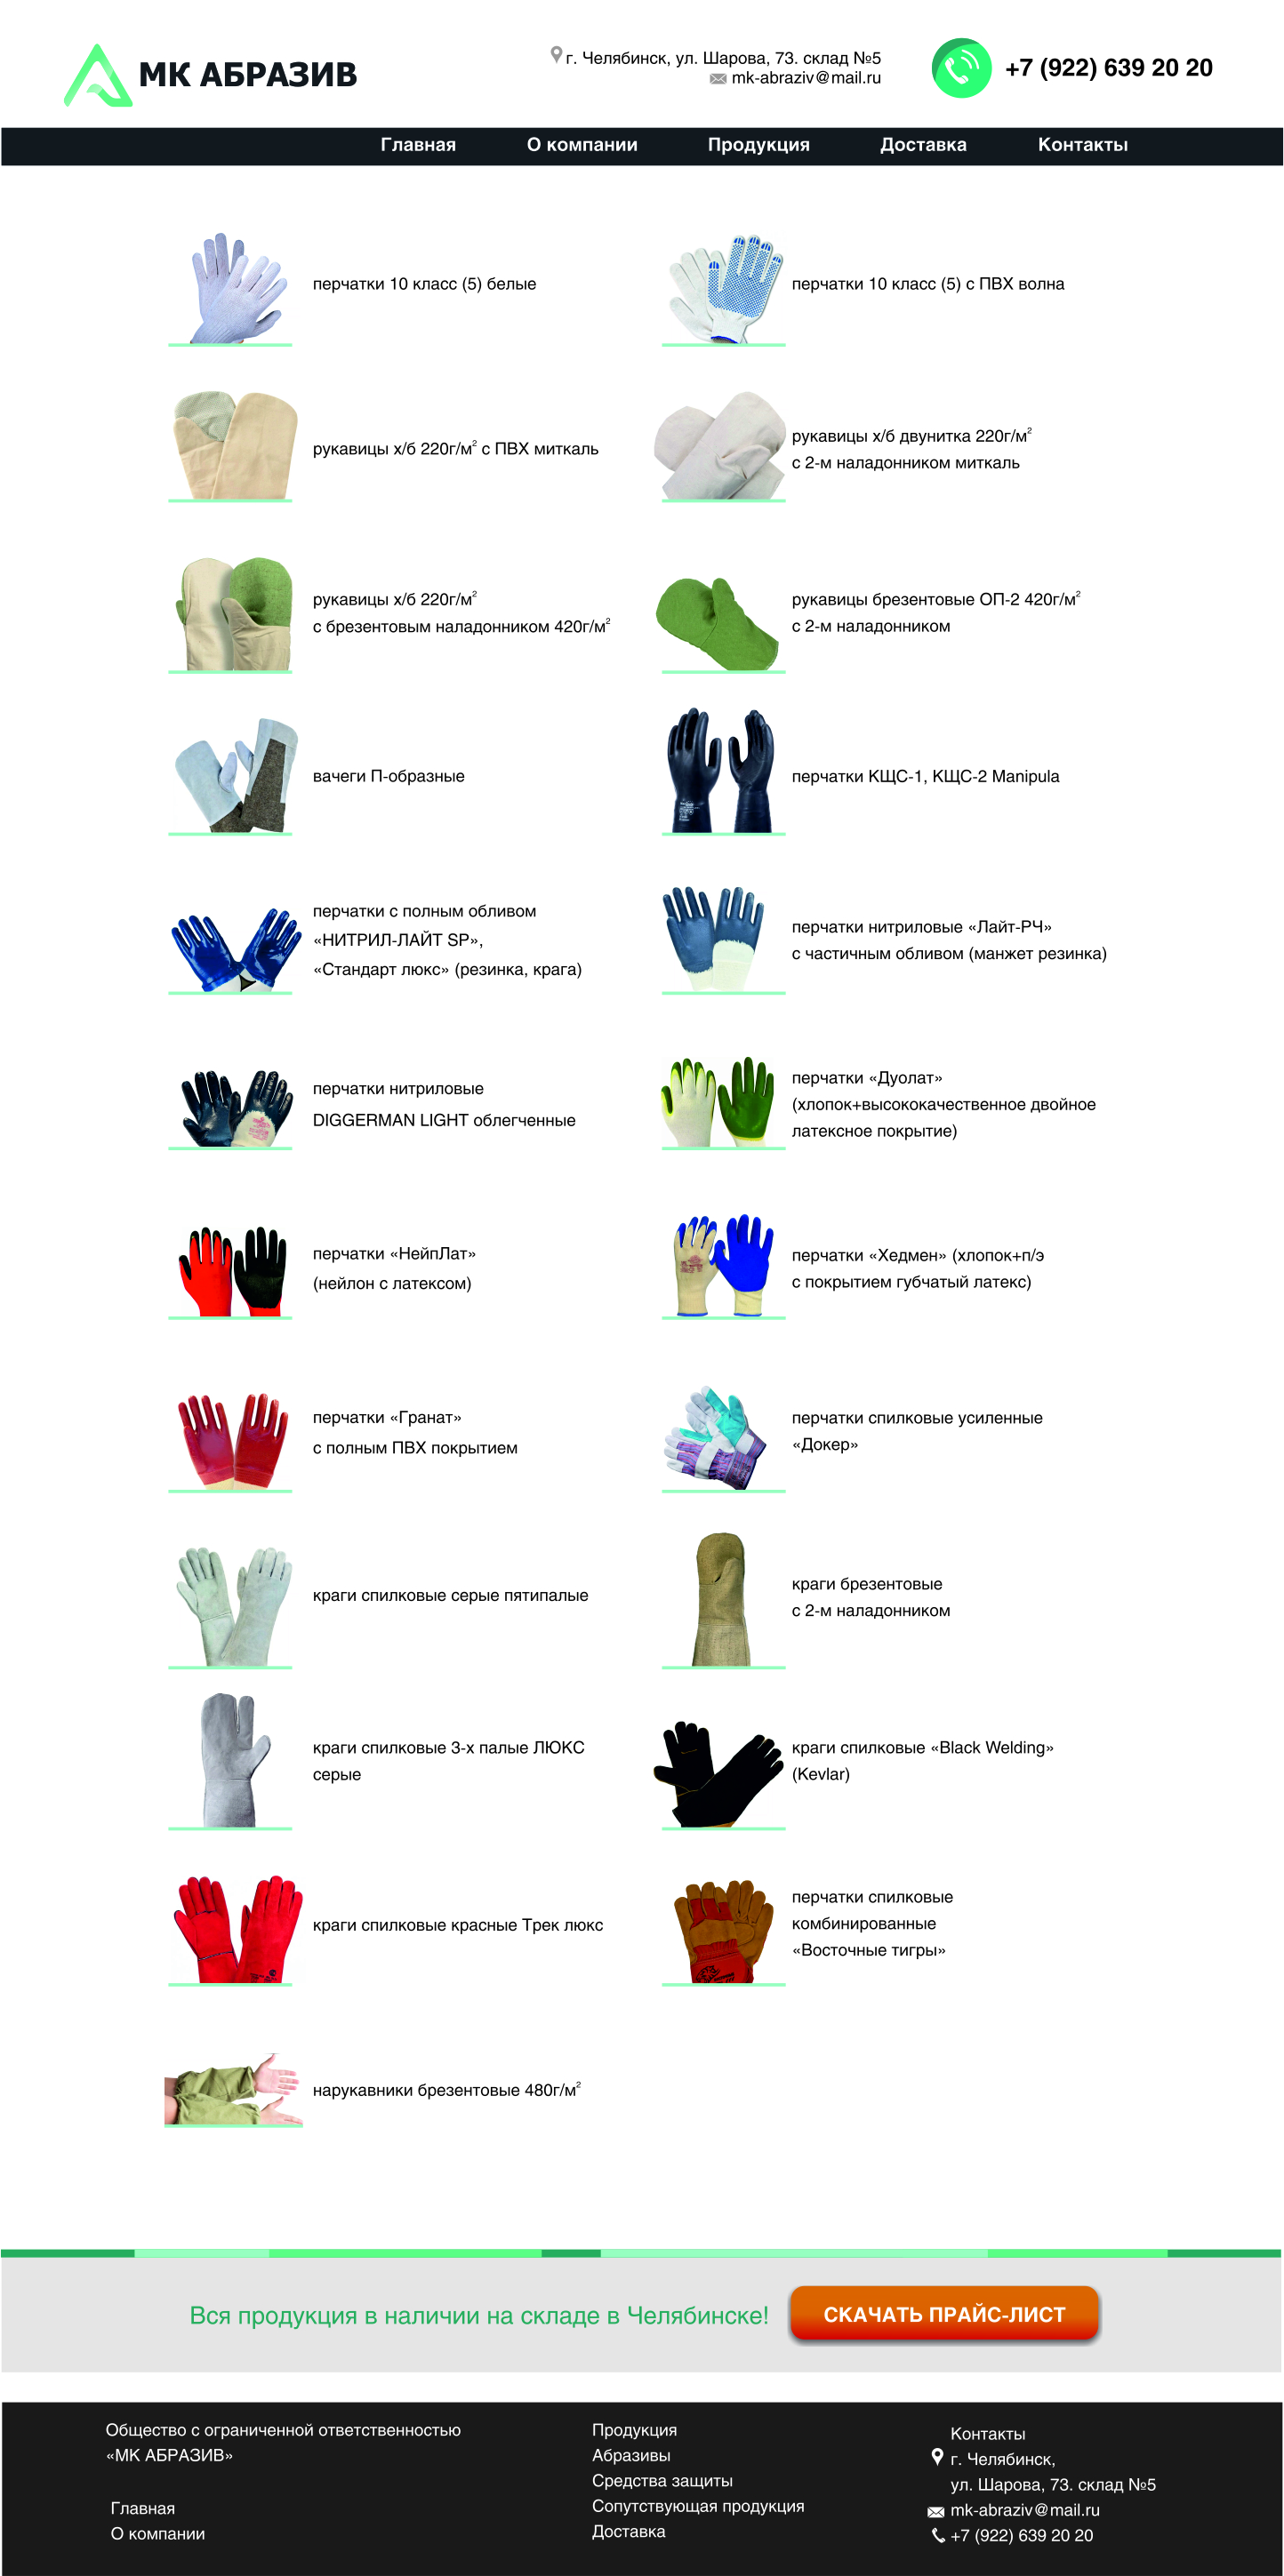 МК АБРАЗИВ
г. Челябинск, ул. Шарова, 73. склад №5
mk-abraziv@mail.ru
+7 (922) 639 20 20
Главная О компании Продукция Доставка Контакты
перчатки 10 класс (5) белые
перчатки 10 класс (5) с ПВХ волна
рукавицы х/б 220г/м² с ПВХ миткаль
рукавицы х/б двунитка 220г/м²
с 2-м наладонником миткаль
рукавицы х/б 220г/м²
с брезентовым наладонником 420г/м²
рукавицы брезентовые ОП-2 420г/м²
с 2-м наладонником
вачеги П-образные
перчатки КЩС-1, КЩС-2 Manipula
перчатки с полным обливом
«НИТРИЛ-ЛАЙТ SP»,
«Стандарт люкс» (резинка, крага)
перчатки нитриловые «Лайт-РЧ»
с частичным обливом (манжет резинка)
перчатки нитриловые
DIGGERMAN LIGHT облегченные
перчатки «Дуолат»
(хлопок+высококачественное двойное
латексное покрытие)
перчатки «НейпЛат»
(нейлон с латексом)
перчатки «Хедмен» (хлопок+п/э
с покрытием губчатый латекс)
перчатки «Гранат»
с полным ПВХ покрытием
перчатки спилковые усиленные
«Докер»
краги спилковые серые пятипалые
краги брезентовые
с 2-м наладонником
краги спилковые 3-х палые ЛЮКС
серые
краги спилковые «Black Welding»
(Kevlar)
краги спилковые красные Трек люкс
перчатки спилковые
комбинированные
«Восточные тигры»
нарукавники брезентовые 480г/м²
Вся продукция в наличии на складе в Челябинске!
СКАЧАТЬ ПРАЙС-ЛИСТ
Общество с ограниченной ответственностью
«МК АБРАЗИВ»
Главная
О компании
Продукция
Абразивы
Средства защиты
Сопутствующая продукция
Доставка
Контакты
г. Челябинск,
ул. Шарова, 73. склад №5
mk-abraziv@mail.ru
+7 (922) 639 20 20